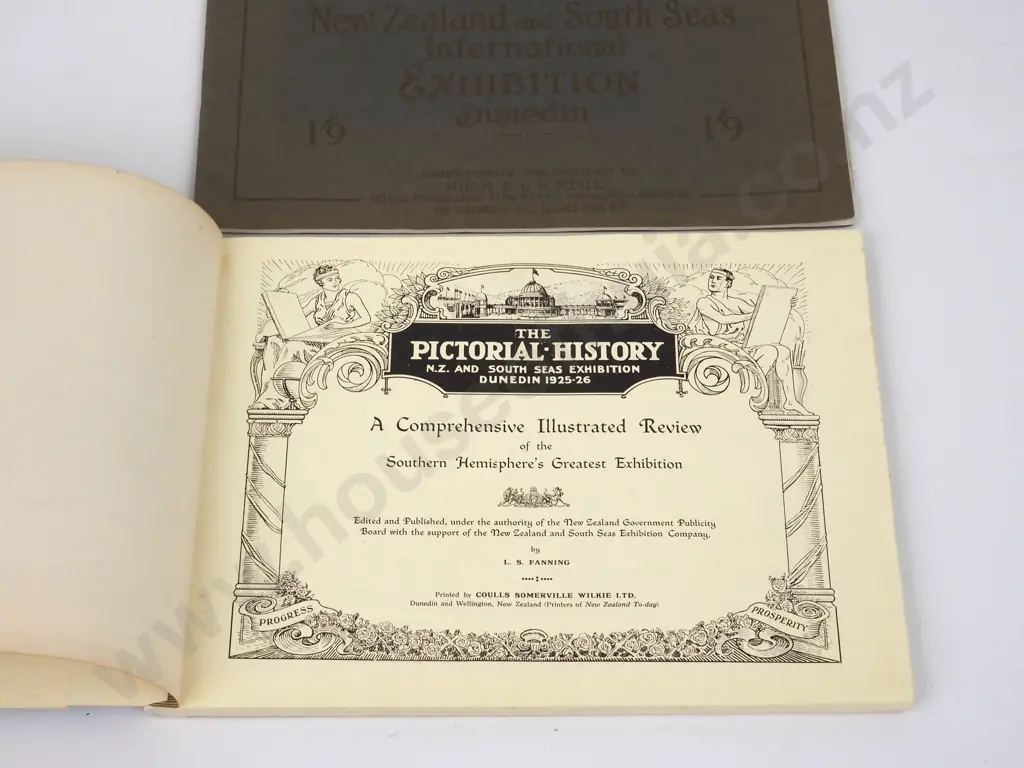 New Zealand and South Seas
International
EXHIBITION
Dunedin
1'9 1'9
HUGH & G.K. NEILL
THE
PICTORIAL·HISTORY
N.Z. AND SOUTH SEAS EXHIBITION
DUNEDIN 1925-26
A Comprehensive Illustrated Review
of the
Southern Hemisphere's Greatest Exhibition
Edited and Published, under the authority of the New Zealand Government Publicity
Board with the support of the New Zealand and South Seas Exhibition Company,
by
L. S. FANNING
Printed by COULLS SOMERVILLE WILKIE LTD.
Dunedin and Wellington, New Zealand (Printers of New Zealand To-day)
PROGRESS
PROSPERITY